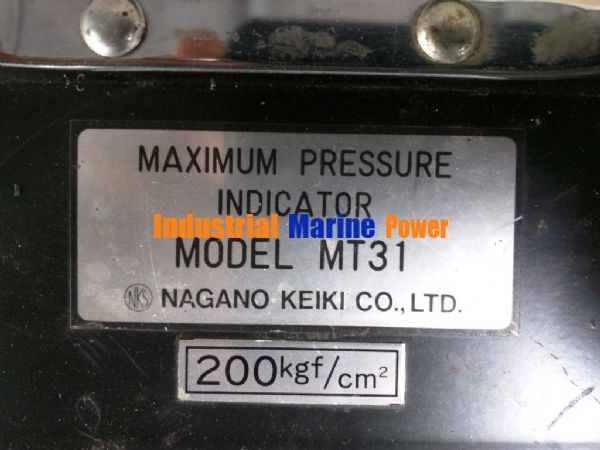 MAXIMUM PRESSURE
INDICATOR
Industrial Marine Power
MODEL MT31
NKS NAGANO KEIKI CO., LTD.
200kgf/cm²